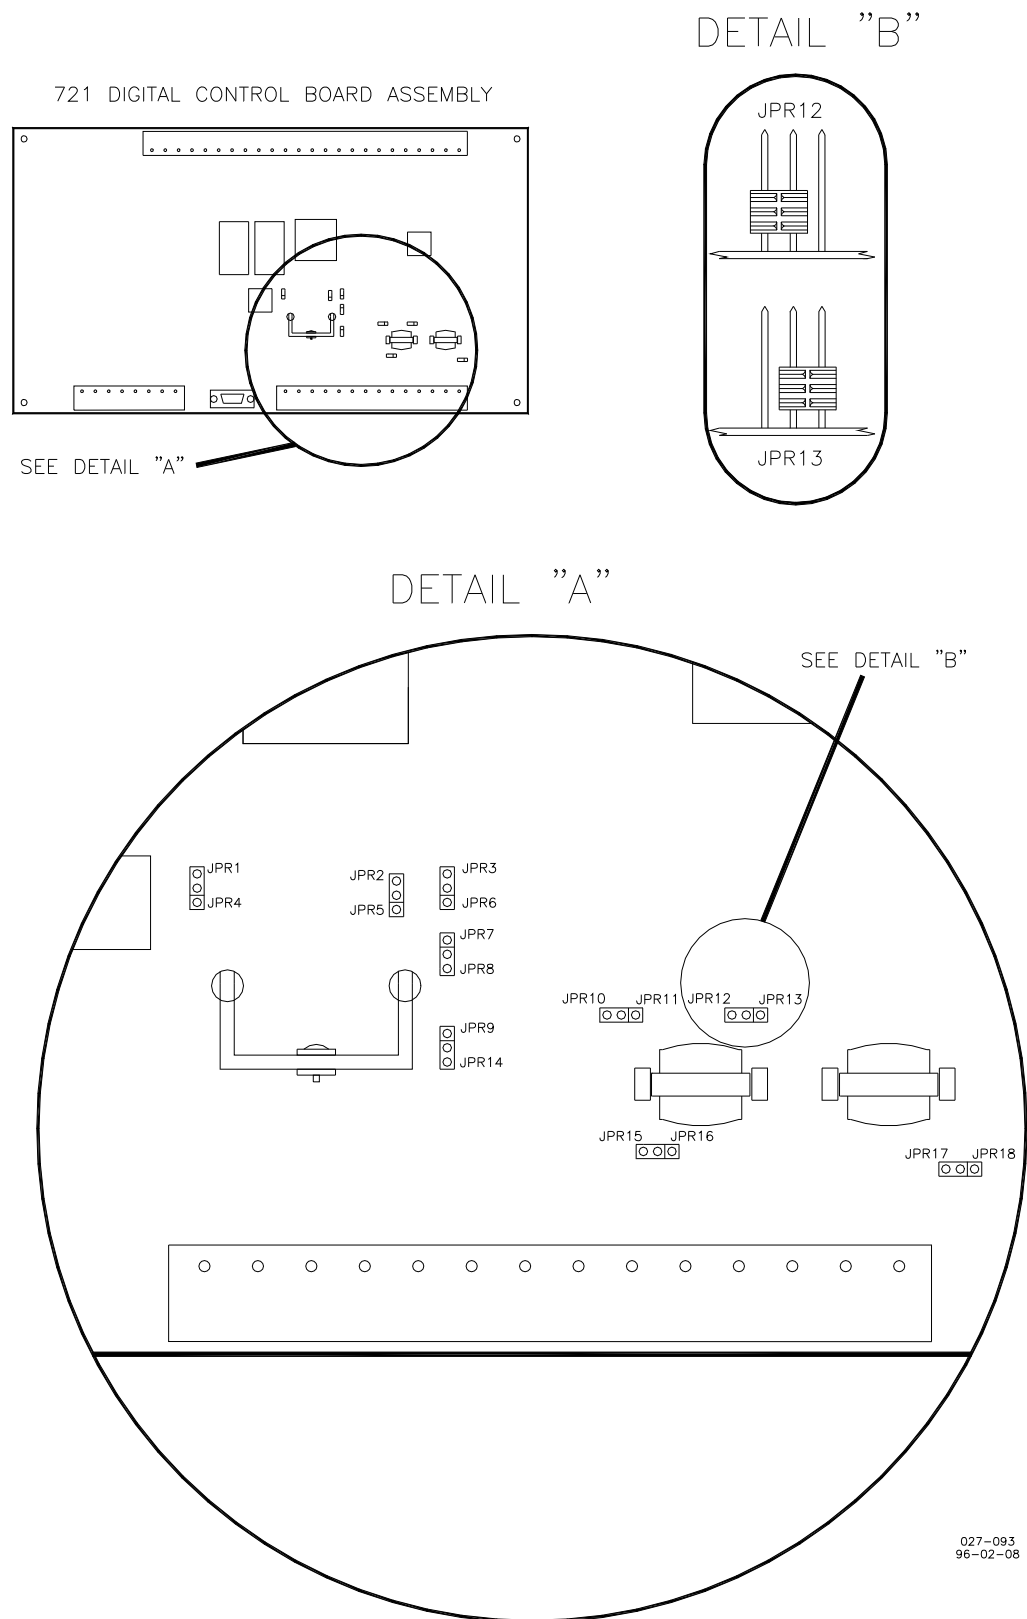 DETAIL "B"
721 DIGITAL CONTROL BOARD ASSEMBLY
JPR12
JPR13
SEE DETAIL "A"
DETAIL "A"
SEE DETAIL "B"
JPR1
JPR2
JPR3
JPR4
JPR5
JPR6
JPR7
JPR8
JPR10
JPR11
JPR12
JPR13
JPR9
JPR14
JPR15
JPR16
JPR17
JPR18
027-093
96-02-08